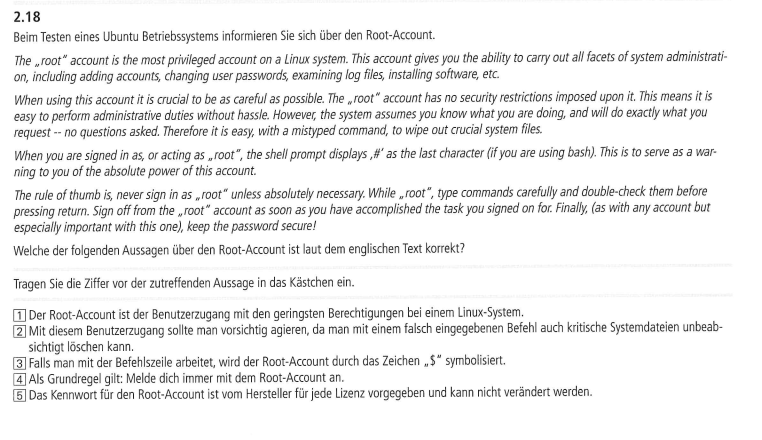 2.18
Beim Testen eines Ubuntu Betriebssystems informieren Sie sich über den Root-Account.
The „root" account is the most privileged account on a Linux system. This account gives you the ability to carry out all facets of system administrati-
on, including adding accounts, changing user passwords, examining log files, installing software, etc.
When using this account it is crucial to be as careful as possible. The „root" account has no security restrictions imposed upon it. This means it is
easy to perform administrative duties without hassle. However, the system assumes you know what you are doing, and will do exactly what you
request -- no questions asked. Therefore it is easy, with a mistyped command, to wipe out crucial system files.
When you are signed in as, or acting as „root", the shell prompt displays ‚#' as the last character (if you are using bash). This is to serve as a war-
ning to you of the absolute power of this account.
The rule of thumb is, never sign in as „root" unless absolutely necessary. While „root", type commands carefully and double-check them before
pressing return. Sign off from the „root" account as soon as you have accomplished the task you signed on for. Finally, (as with any account but
especially important with this one), keep the password secure!
Welche der folgenden Aussagen über den Root-Account ist laut dem englischen Text korrekt?
Tragen Sie die Ziffer vor der zutreffenden Aussage in das Kästchen ein.
1 Der Root-Account ist der Benutzerzugang mit den geringsten Berechtigungen bei einem Linux-System.
2 Mit diesem Benutzerzugang sollte man vorsichtig agieren, da man mit einem falsch eingegebenen Befehl auch kritische Systemdateien unbeab-
sichtigt löschen kann.
3 Falls man mit der Befehlszeile arbeitet, wird der Root-Account durch das Zeichen „$" symbolisiert.
4 Als Grundregel gilt: Melde dich immer mit dem Root-Account an.
5 Das Kennwort für den Root-Account ist vom Hersteller für jede Lizenz vorgegeben und kann nicht verändert werden.